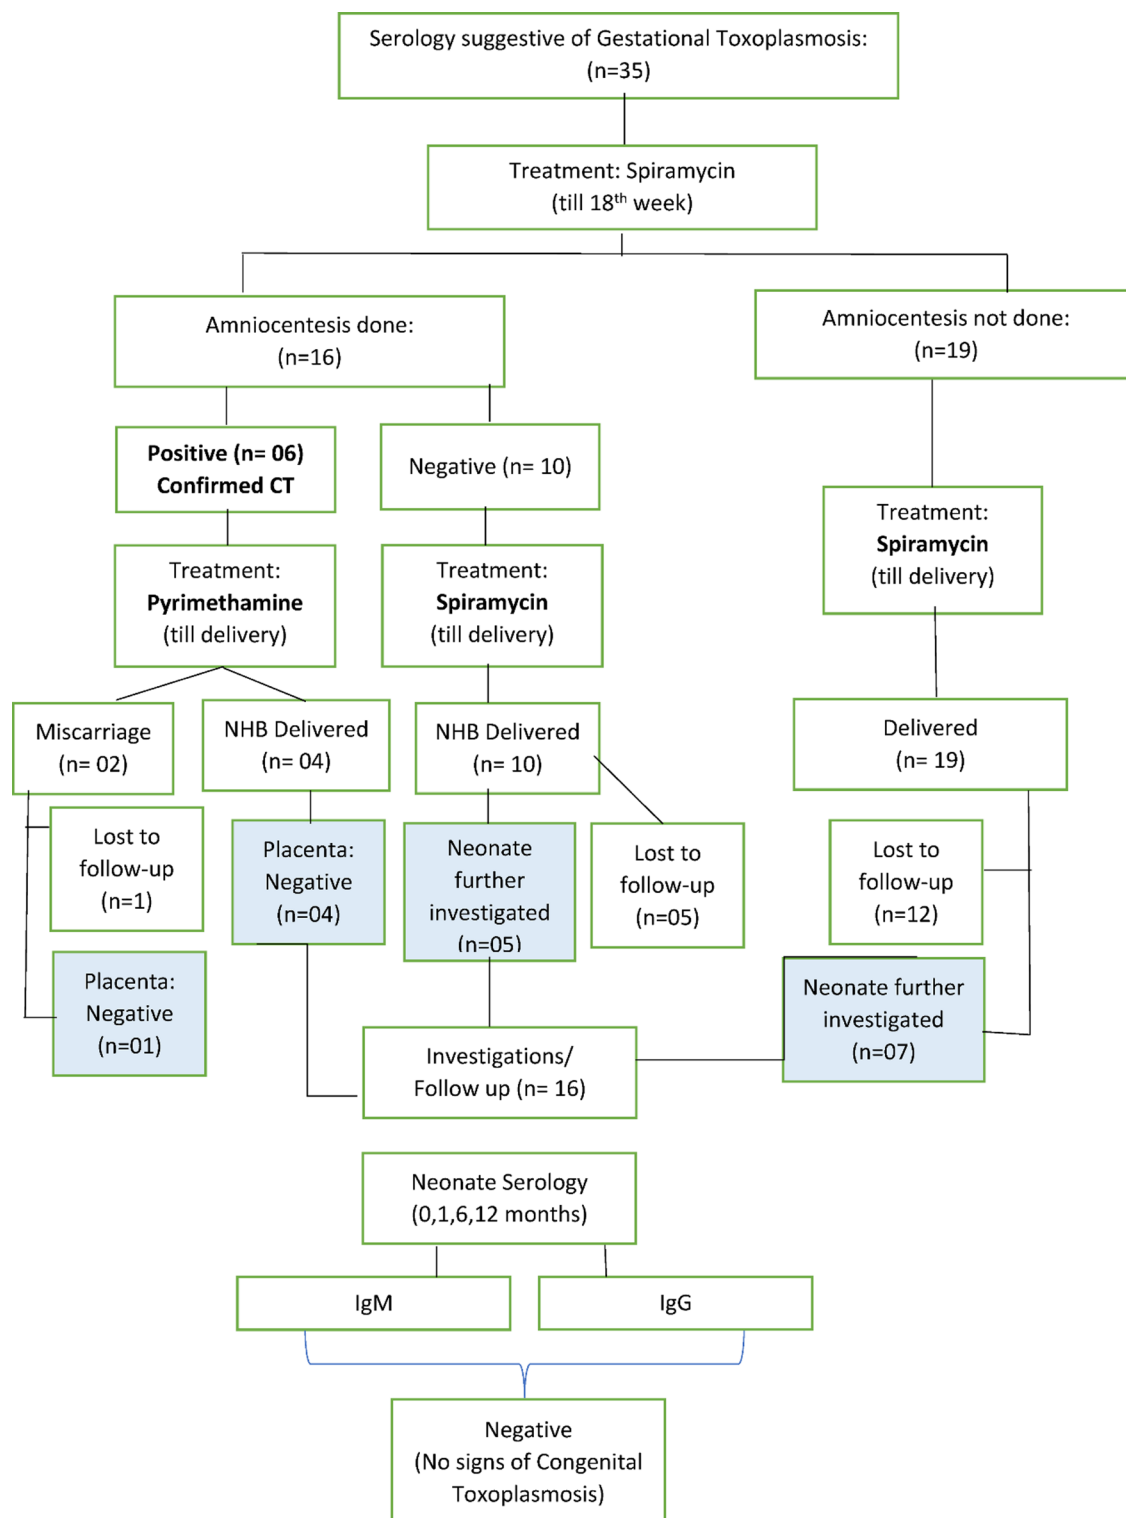 Serology suggestive of Gestational Toxoplasmosis:
(n=35)
Treatment: Spiramycin
(till 18th week)
Amniocentesis done:
(n=16)
Amniocentesis not done:
(n=19)
Positive (n= 06)
Confirmed CT
Negative (n= 10)
Treatment:
Pyrimethamine
(till delivery)
Treatment:
Spiramycin
(till delivery)
Treatment:
Spiramycin
(till delivery)
Miscarriage
(n= 02)
NHB Delivered
(n= 04)
NHB Delivered
(n= 10)
Delivered
(n= 19)
Lost to
follow-up
(n=1)
Placenta:
Negative
(n=04)
Neonate
further
investigated
(n=05)
Lost to
follow-up
(n=05)
Lost to
follow-up
(n=12)
Placenta:
Negative
(n=01)
Neonate further
investigated
(n=07)
Investigations/
Follow up (n= 16)
Neonate Serology
(0,1,6,12 months)
IgM
IgG
Negative
(No signs of Congenital
Toxoplasmosis)